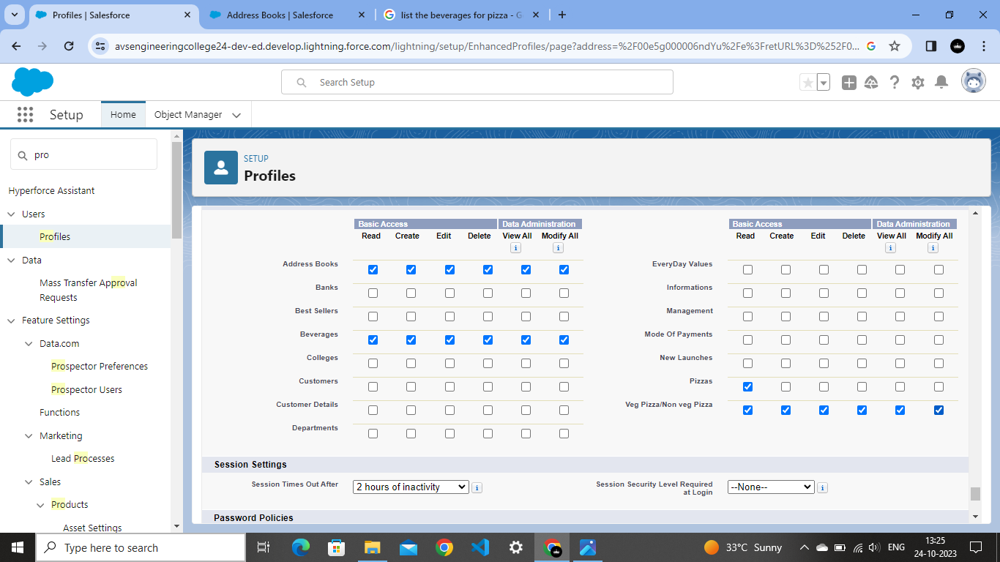 Profiles | Salesforce
Address Books | Salesforce
list the beverages for pizza - G
avsengineeringcollege24-dev-ed.develop.lightning.force.com/lightning/setup/EnhancedProfiles/page?address=%2F00e5g000006ndYu%2Fe%3FretURL%3D%252F0...
Search Setup
Setup
Home
Object Manager
pro
Hyperforce Assistant
Users
Profiles
Data
Mass Transfer Approval
Requests
Feature Settings
Data.com
Prospector Preferences
Prospector Users
Functions
Marketing
Lead Processes
Sales
Products
Asset Settings
SETUP
Profiles
Basic Access Data Administration
Read Create Edit Delete View All Modify All
i i
Address Books
Banks
Best Sellers
Beverages
Colleges
Customers
Customer Details
Departments
Basic Access Data Administration
Read Create Edit Delete View All Modify All
i i
EveryDay Values
Informations
Management
Mode Of Payments
New Launches
Pizzas
Veg Pizza/Non veg Pizza
Session Settings
Session Times Out After 2 hours of inactivity i
Session Security Level Required
at Login
--None-- i
Password Policies
Type here to search
33°C Sunny
ENG
13:25
24-10-2023